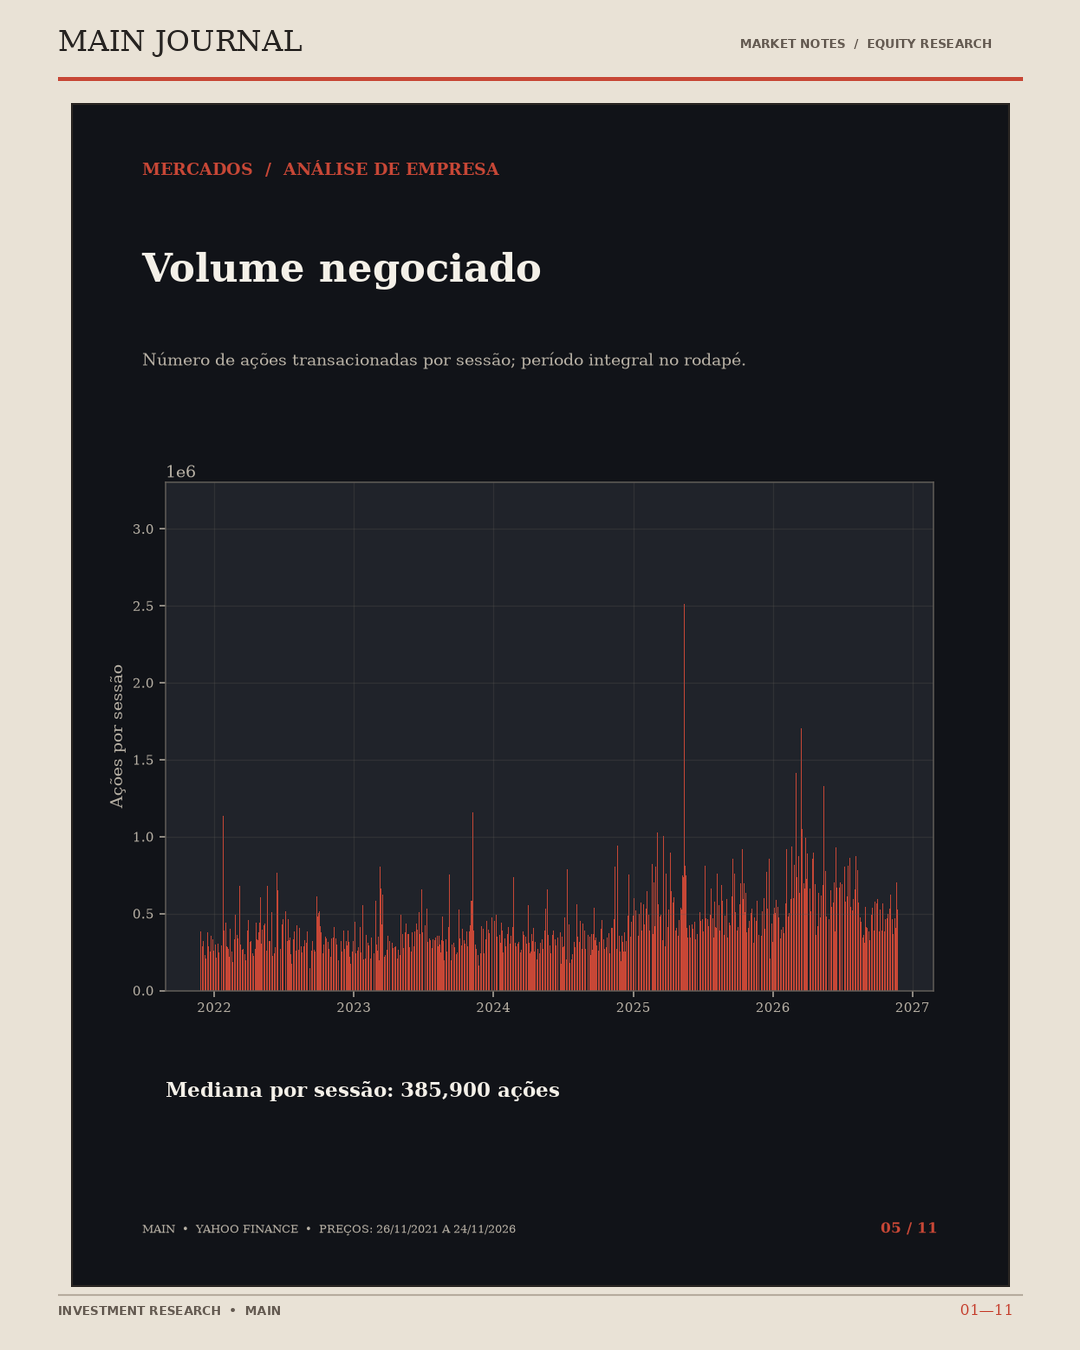 MAIN JOURNAL
MARKET NOTES / EQUITY RESEARCH
MERCADOS / ANÁLISE DE EMPRESA
Volume negociado
Número de ações transacionadas por sessão; período integral no rodapé.
1e6
3.0
2.5
2.0
1.5
1.0
0.5
0.0
Ações por sessão
2022 2023 2024 2025 2026 2027
Mediana por sessão: 385,900 ações
MAIN • YAHOO FINANCE • PREÇOS: 26/11/2021 A 24/11/2026
05 / 11
INVESTMENT RESEARCH • MAIN
01—11